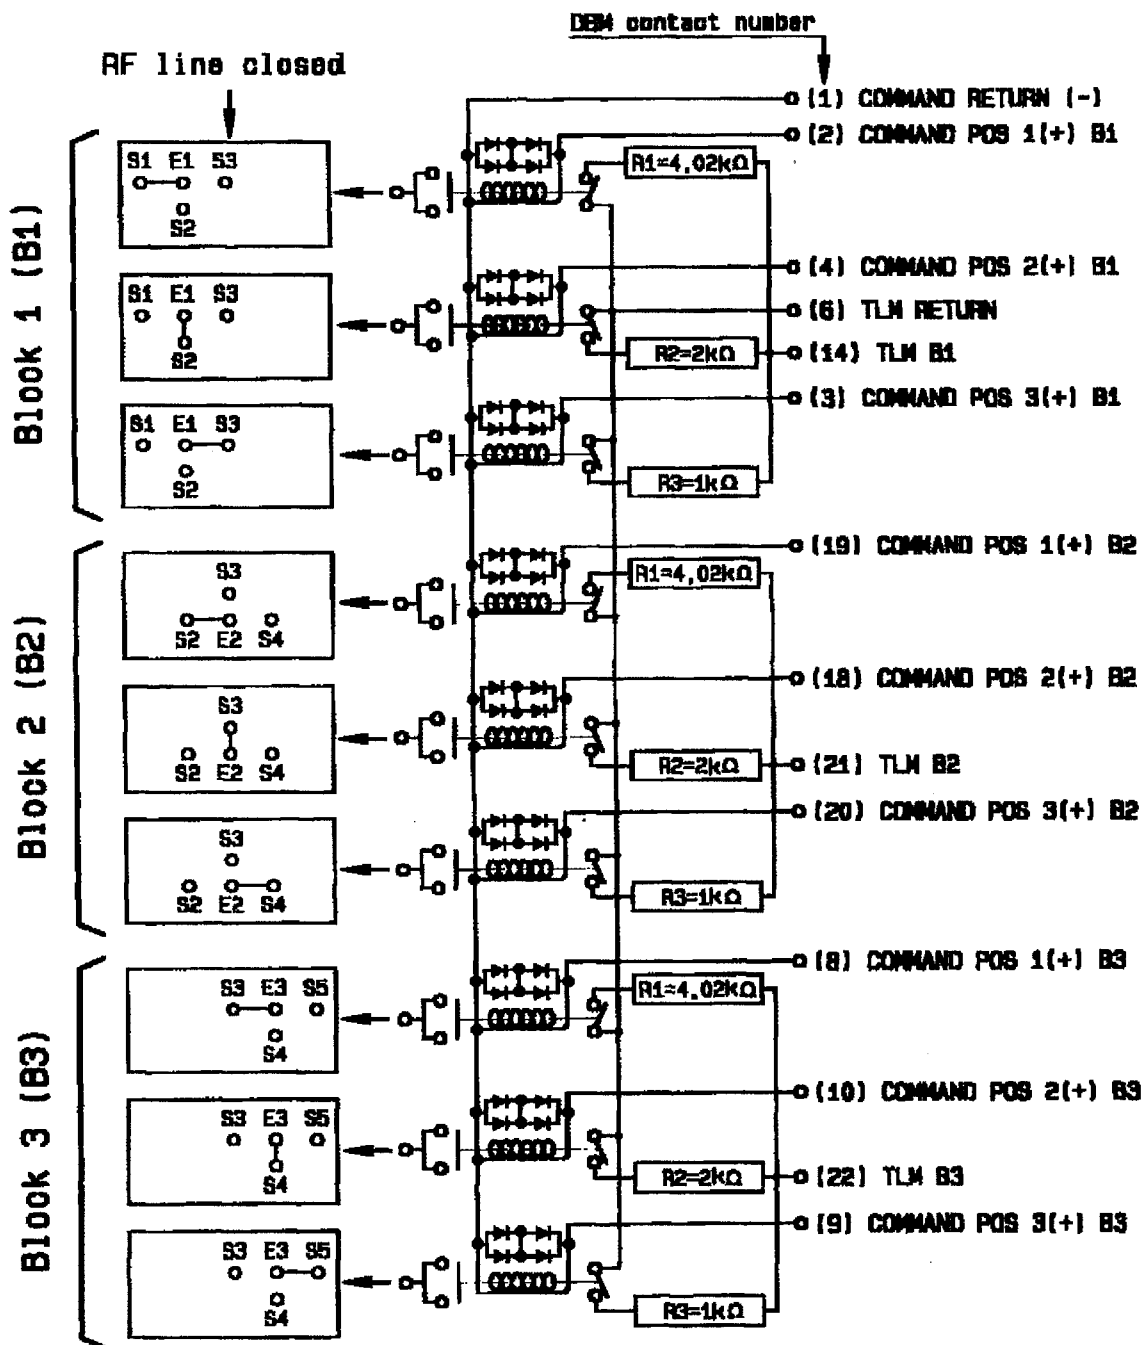 DBM contact number
RF line closed
(1) COMMAND RETURN (-)
(2) COMMAND POS 1(+) B1
Block 1 (B1)
S1 E1 S3
S2
R1=4,02kΩ
(4) COMMAND POS 2(+) B1
S1 E1 S3
S2
(6) TLM RETURN
R2=2kΩ
(14) TLM B1
(3) COMMAND POS 3(+) B1
S1 E1 S3
S2
R3=1kΩ
Block 2 (B2)
(19) COMMAND POS 1(+) B2
S3
S2 E2 S4
R1=4,02kΩ
(18) COMMAND POS 2(+) B2
S3
S2 E2 S4
R2=2kΩ
(21) TLM B2
(20) COMMAND POS 3(+) B2
S3
S2 E2 S4
R3=1kΩ
Block 3 (B3)
(8) COMMAND POS 1(+) B3
S3 E3 S5
S4
R1=4,02kΩ
(10) COMMAND POS 2(+) B3
S3 E3 S5
S4
R2=2kΩ
(22) TLM B3
(9) COMMAND POS 3(+) B3
S3 E3 S5
S4
R3=1kΩ